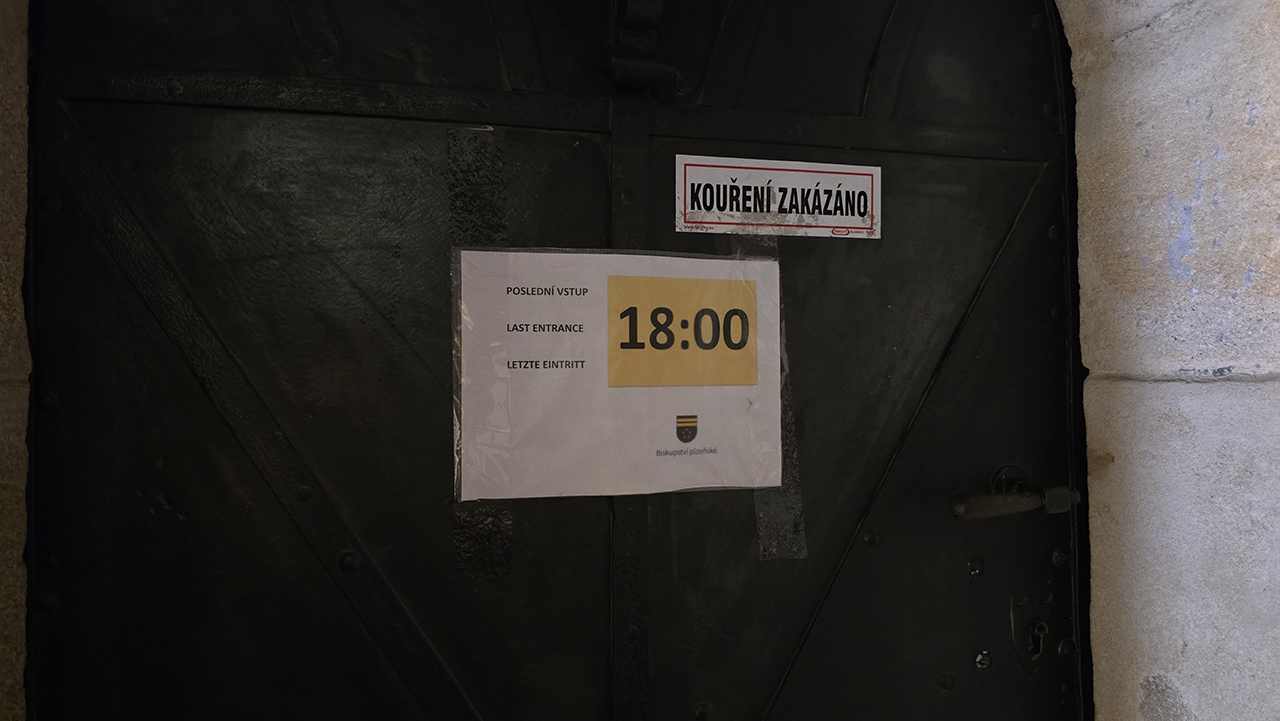 KOUŘENÍ ZAKÁZÁNO
POSLEDNÍ VSTUP
LAST ENTRANCE
LETZTE EINTRITT
18:00
Biskupství plzeňské